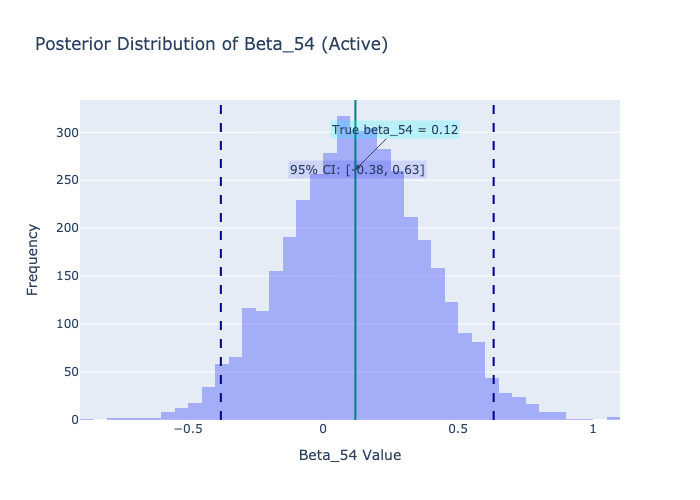 Posterior Distribution of Beta_54 (Active)
True beta_54 = 0.12
95% CI: [-0.38, 0.63]
Frequency
300
250
200
150
100
50
0
−0.5
0
0.5
1
Beta_54 Value